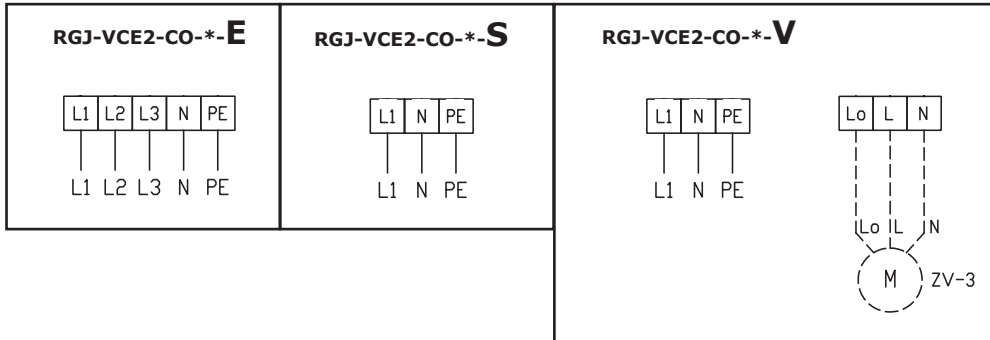 RGJ-VCE2-CO-*-E
L1 L2 L3 N PE
L1 L2 L3 N PE
RGJ-VCE2-CO-*-S
L1 N PE
L1 N PE
RGJ-VCE2-CO-*-V
L1 N PE
L1 N PE
Lo L N
Lo L N
M ZV-3